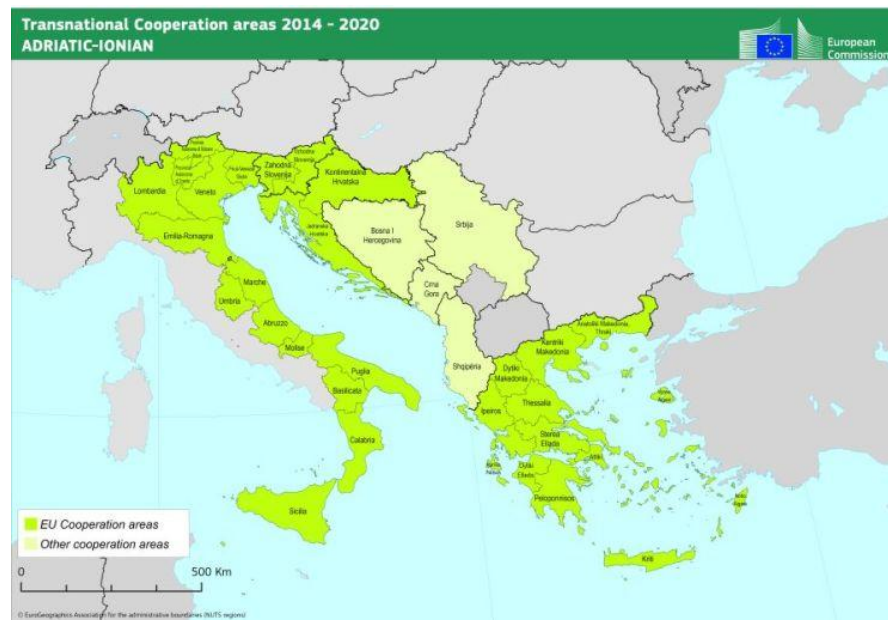 Transnational Cooperation areas 2014 - 2020
ADRIATIC-IONIAN
European
Commission
Zahodna
Slovenija
Kontinentalna
Hrvatska
Lombardia
Veneto
Emilia-Romagna
Bosna I
Hercegovina
Srbija
Marche
Umbria
Crna
Gora
Abruzzo
Molise
Puglia
Basilicata
Shqipëria
Anatoliki Makedonia,
Thraki
Kentriki
Makedonia
Dytiki
Makedonia
Ipeiros
Thessalia
Calabria
Sterea
Ellada
Attiki
Dytiki
Ellada
Peloponnisos
Sicilia
Kriti
EU Cooperation areas
Other cooperation areas
0
500 Km
© EuroGeographics Association for the administrative boundaries (NUTS regions)